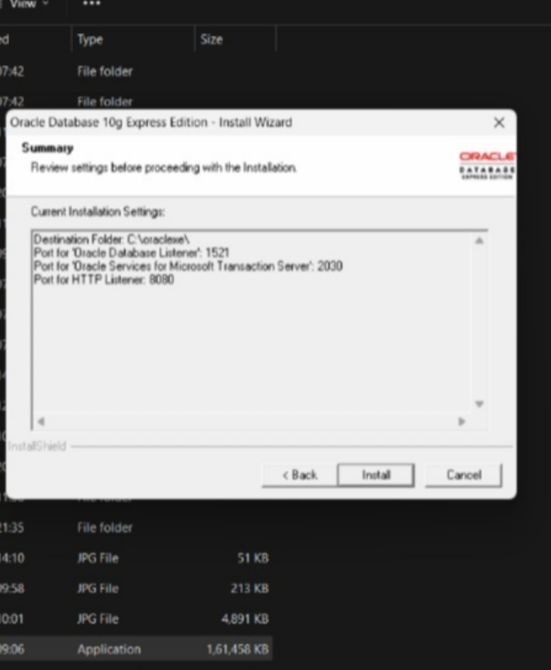 View
Type Size
07:42 File folder
07:42 File folder
Oracle Database 10g Express Edition - Install Wizard
Summary
Review settings before proceeding with the Installation.
ORACLE
DATABASE
EXPRESS EDITION
Current Installation Settings:
Destination Folder: C:\oraclexe\
Port for 'Oracle Database Listener': 1521
Port for 'Oracle Services for Microsoft Transaction Server': 2030
Port for HTTP Listener: 8080
InstallShield
< Back Install Cancel
21:35 File folder
14:10 JPG File 51 KB
09:58 JPG File 213 KB
10:01 JPG File 4,891 KB
09:06 Application 1,61,458 KB